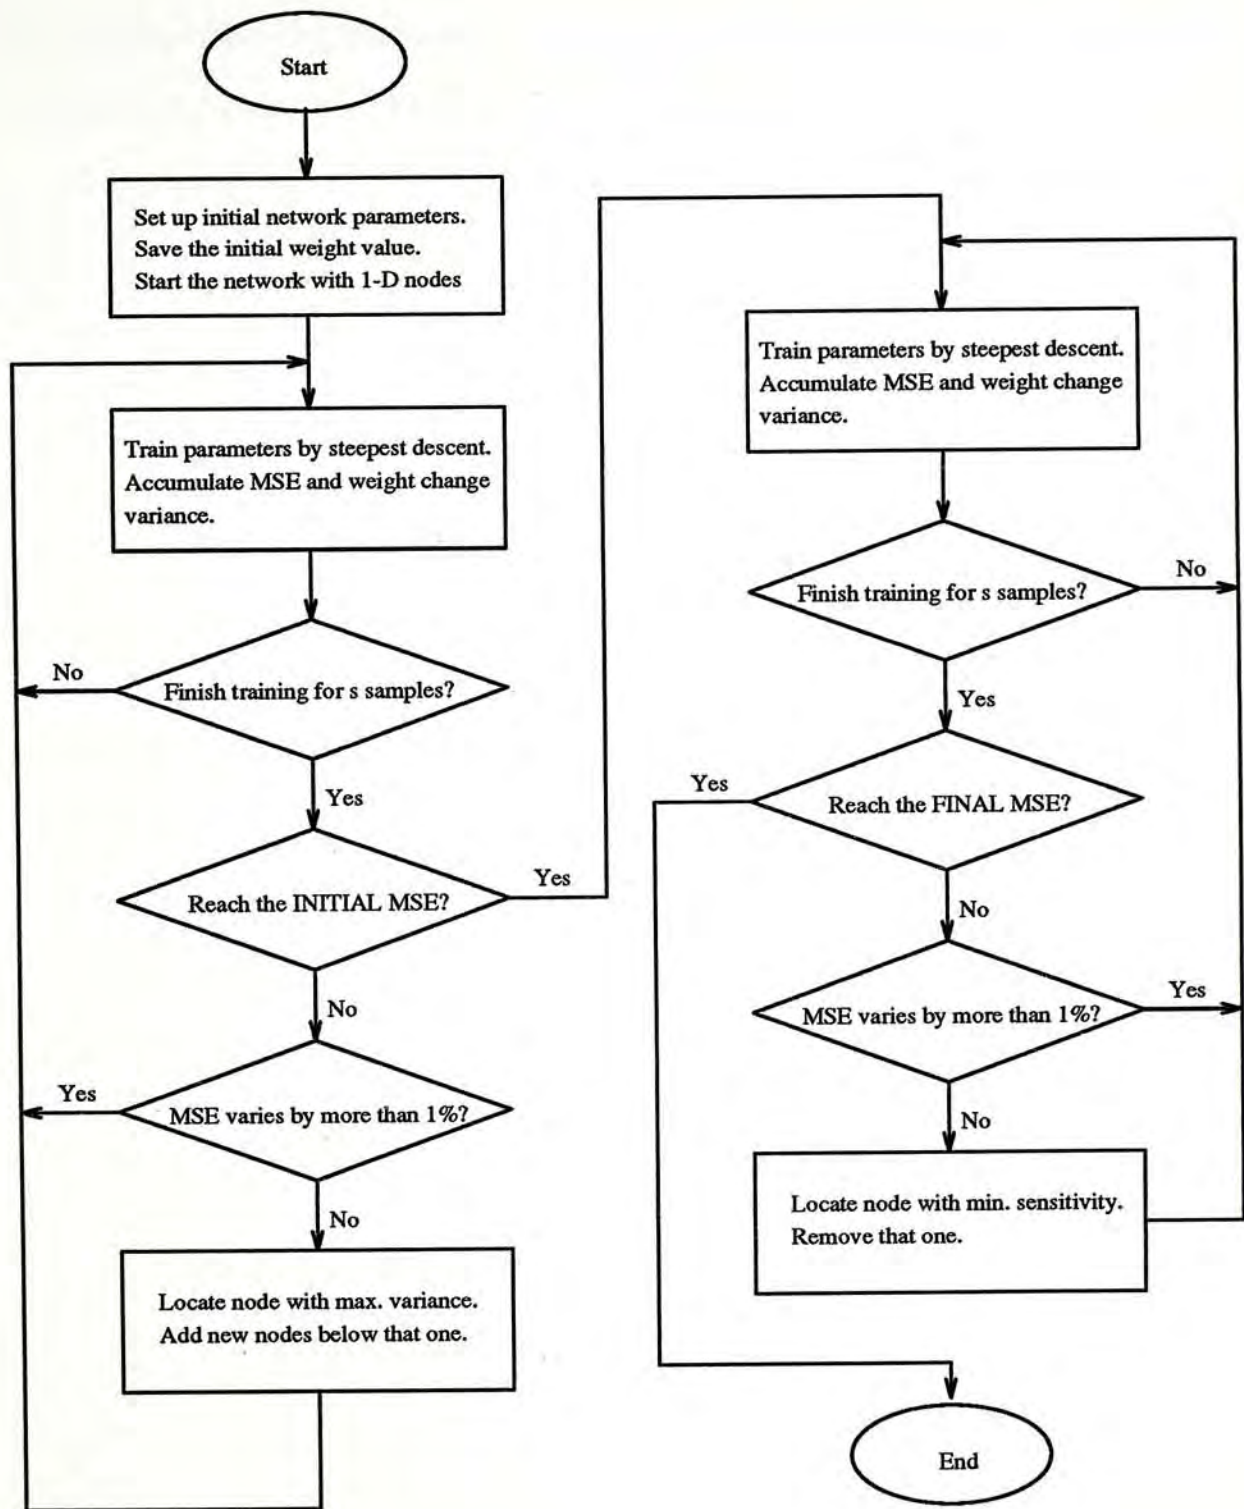 Start
Set up initial network parameters.
Save the initial weight value.
Start the network with 1-D nodes
Train parameters by steepest descent.
Accumulate MSE and weight change
variance.
Finish training for s samples?
No
Yes
Reach the INITIAL MSE?
Yes
No
MSE varies by more than 1%?
Yes
No
Locate node with max. variance.
Add new nodes below that one.
Train parameters by steepest descent.
Accumulate MSE and weight change
variance.
Finish training for s samples?
No
Yes
Reach the FINAL MSE?
Yes
No
MSE varies by more than 1%?
Yes
No
Locate node with min. sensitivity.
Remove that one.
End